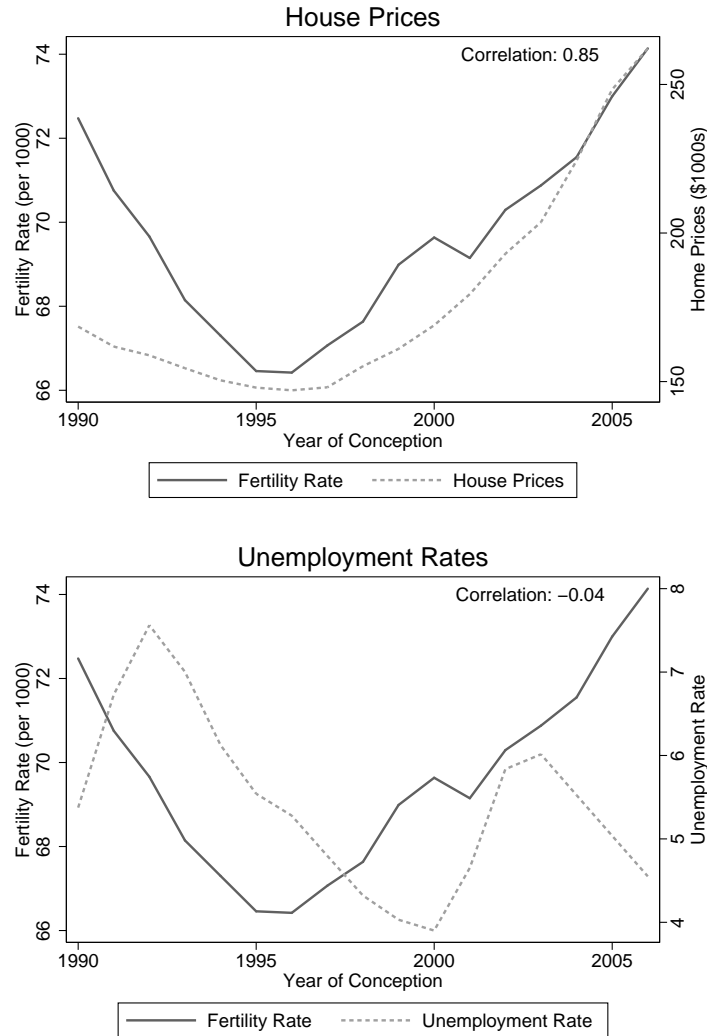 House Prices
Correlation: 0.85
Fertility Rate (per 1000)
74
72
70
68
66
Home Prices ($1000s)
250
200
150
1990 1995 2000 2005
Year of Conception
Fertility Rate House Prices
Unemployment Rates
Correlation: −0.04
Fertility Rate (per 1000)
74
72
70
68
66
Unemployment Rate
8
7
6
5
4
1990 1995 2000 2005
Year of Conception
Fertility Rate Unemployment Rate